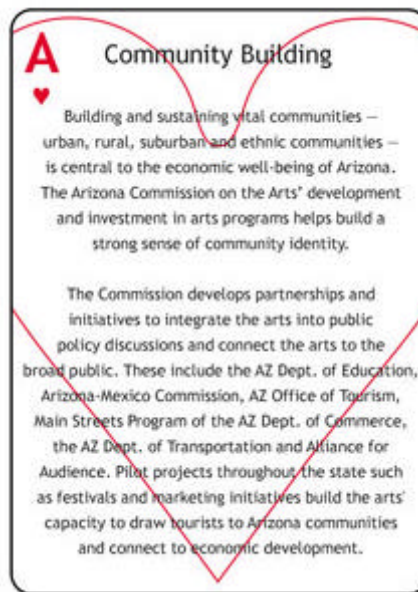 A
Community Building
Building and sustaining vital communities —
urban, rural, suburban and ethnic communities —
is central to the economic well-being of Arizona.
The Arizona Commission on the Arts' development
and investment in arts programs helps build a
strong sense of community identity.
The Commission develops partnerships and
initiatives to integrate the arts into public
policy discussions and connect the arts to the
broad public. These include the AZ Dept. of Education,
Arizona-Mexico Commission, AZ Office of Tourism,
Main Streets Program of the AZ Dept. of Commerce,
the AZ Dept. of Transportation and Alliance for
Audience. Pilot projects throughout the state such
as festivals and marketing initiatives build the arts'
capacity to draw tourists to Arizona communities
and connect to economic development.